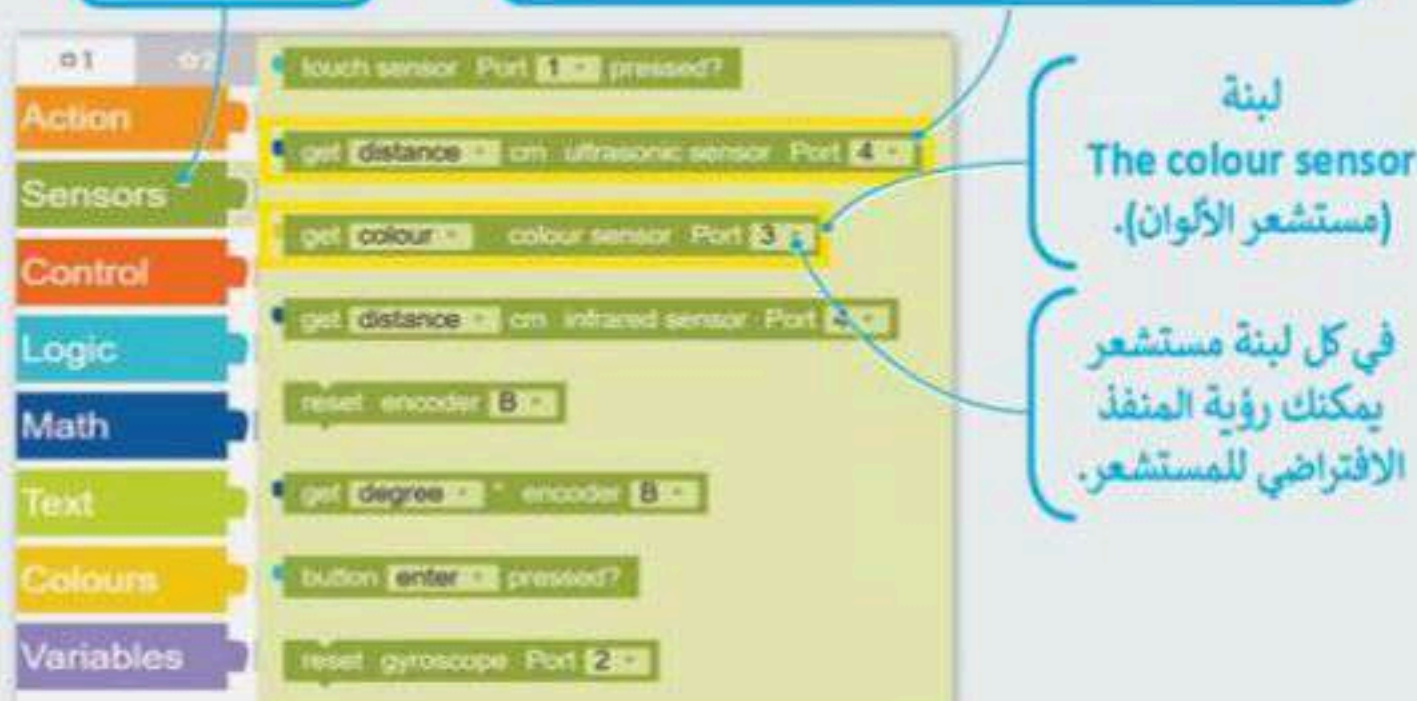 o1
o2
Action
Sensors
Control
Logic
Math
Text
Colours
Variables
touch sensor Port 1 pressed?
get distance cm ultrasonic sensor Port 4
get colour colour sensor Port 3
get distance cm infrared sensor Port 4
reset encoder B
get degree ° encoder B
button enter pressed?
reset gyroscope Port 2
لبنة
The colour sensor
(مستشعر الألوان).
في كل لبنة مستشعر
يمكنك رؤية المنفذ
الافتراضي للمستشعر.